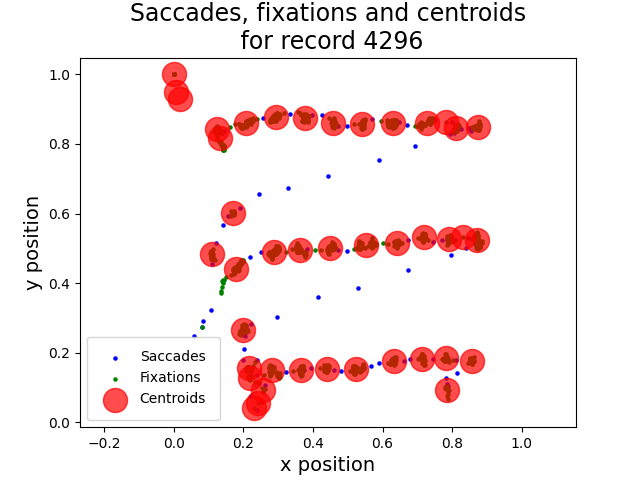 Saccades, fixations and centroids
for record 4296
y position
1.0
0.8
0.6
0.4
0.2
0.0
Saccades
Fixations
Centroids
−0.2 0.0 0.2 0.4 0.6 0.8 1.0
x position